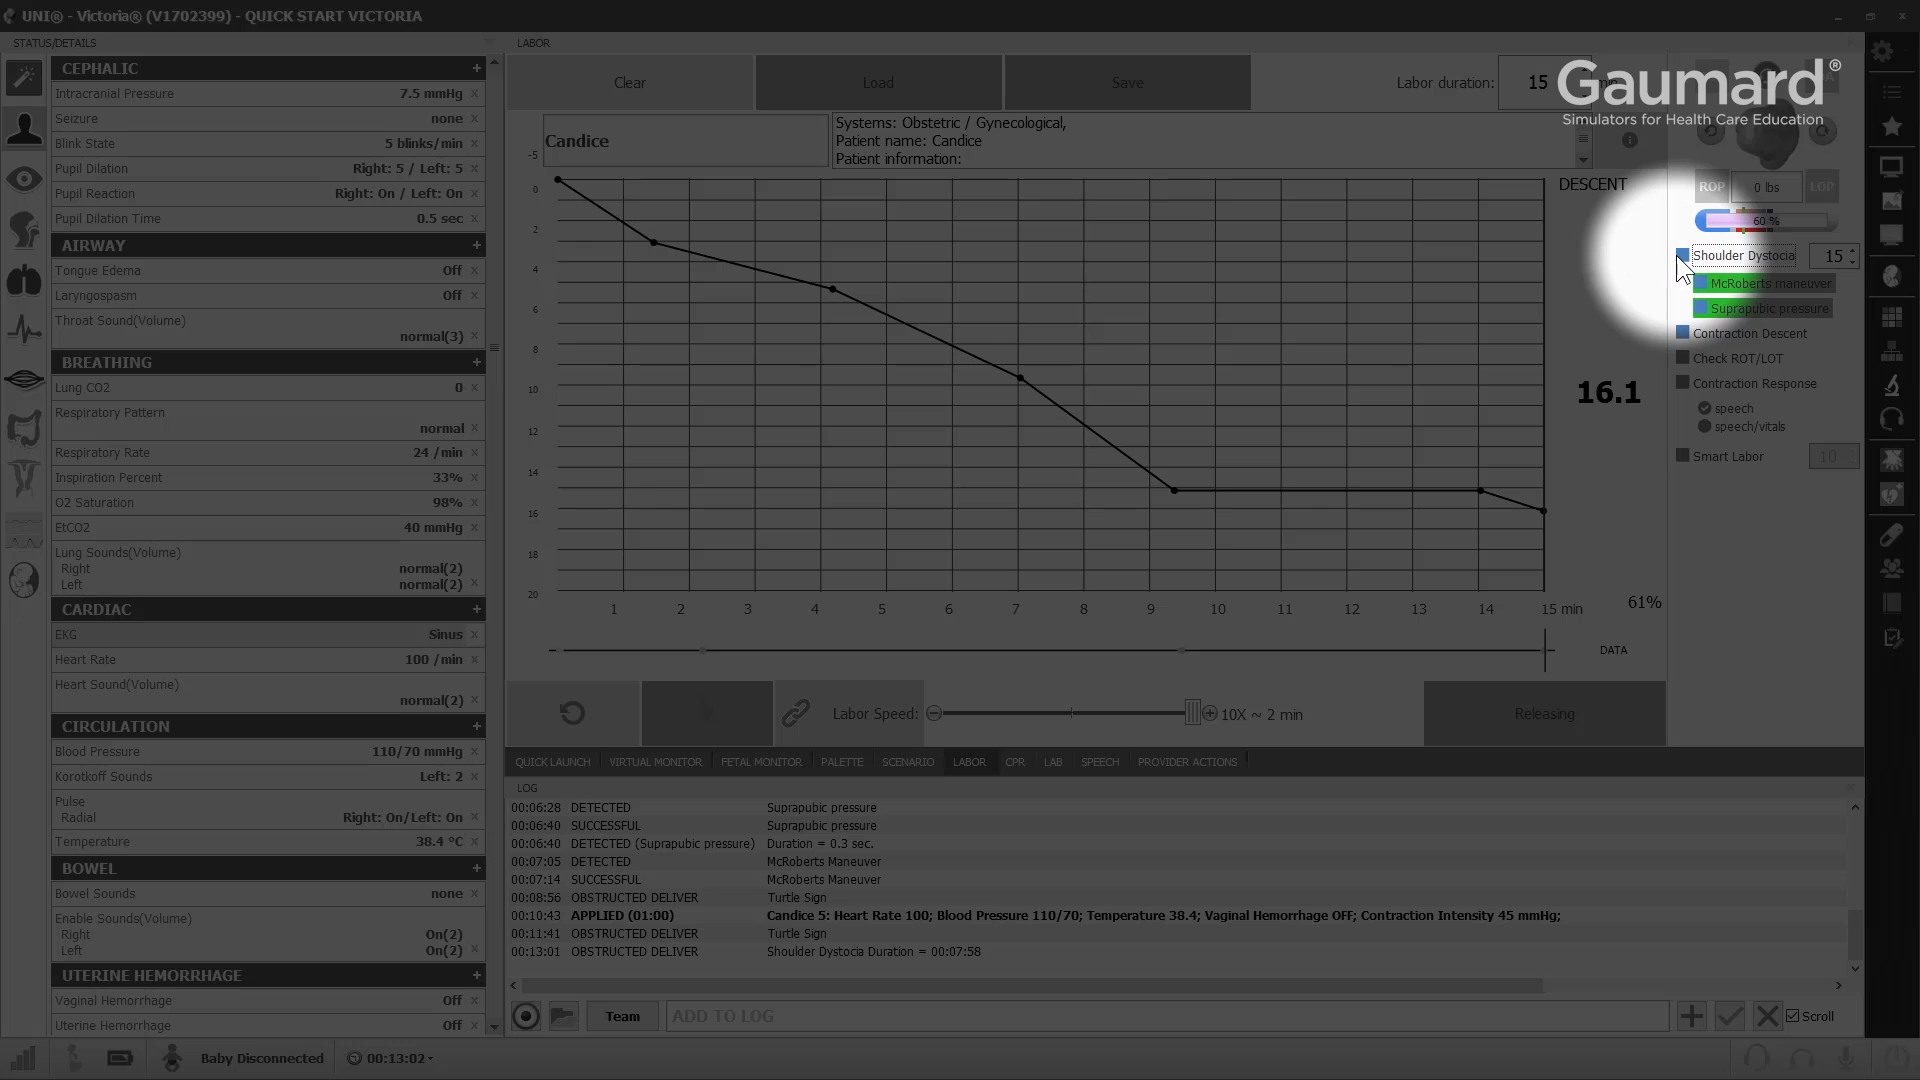 UNI® - Victoria® (V1702399) - QUICK START VICTORIA
STATUS/DETAILS
CEPHALIC +
Intracranial Pressure 7.5 mmHg ×
Seizure none ×
Blink State 5 blinks/min ×
Pupil Dilation Right: 5 / Left: 5 ×
Pupil Reaction Right: On / Left: On ×
Pupil Dilation Time 0.5 sec ×
AIRWAY +
Tongue Edema Off ×
Laryngospasm Off ×
Throat Sound(Volume)
normal(3) ×
BREATHING +
Lung CO2 0 ×
Respiratory Pattern
normal ×
Respiratory Rate 24 /min ×
Inspiration Percent 33% ×
O2 Saturation 98% ×
EtCO2 40 mmHg ×
Lung Sounds(Volume)
Right normal(2)
Left normal(2) ×
CARDIAC +
EKG Sinus ×
Heart Rate 100 /min ×
Heart Sound(Volume)
normal(2) ×
CIRCULATION +
Blood Pressure 110/70 mmHg ×
Korotkoff Sounds Left: 2 ×
Pulse
Radial Right: On/Left: On ×
Temperature 38.4 °C ×
BOWEL +
Bowel Sounds none ×
Enable Sounds(Volume)
Right On(2)
Left On(2) ×
UTERINE HEMORRHAGE +
Vaginal Hemorrhage Off ×
Uterine Hemorrhage Off ×
LABOR
Clear Load Save Labor duration: 15
Candice
Systems: Obstetric / Gynecological,
Patient name: Candice
Patient information:
-5
0
2
4
6
8
10
12
14
16
18
20
1 2 3 4 5 6 7 8 9 10 11 12 13 14 15 min
DESCENT
16.1
61%
DATA
Labor Speed: 10X ~ 2 min
Releasing
Gaumard®
Simulators for Health Care Education
ROP 0 lbs LOP
60 %
Shoulder Dystocia 15
McRoberts maneuver
Suprapubic pressure
Contraction Descent
Check ROT/LOT
Contraction Response
speech
speech/vitals
Smart Labor 10
QUICK LAUNCH VIRTUAL MONITOR FETAL MONITOR PALETTE SCENARIO LABOR CPR LAB SPEECH PROVIDER ACTIONS
LOG
00:06:28 DETECTED Suprapubic pressure
00:06:40 SUCCESSFUL Suprapubic pressure
00:06:40 DETECTED (Suprapubic pressure) Duration = 0.3 sec.
00:07:05 DETECTED McRoberts Maneuver
00:07:14 SUCCESSFUL McRoberts Maneuver
00:08:56 OBSTRUCTED DELIVER Turtle Sign
00:10:43 APPLIED (01:00) Candice 5: Heart Rate 100; Blood Pressure 110/70; Temperature 38.4; Vaginal Hemorrhage OFF; Contraction Intensity 45 mmHg;
00:11:41 OBSTRUCTED DELIVER Turtle Sign
00:13:01 OBSTRUCTED DELIVER Shoulder Dystocia Duration = 00:07:58
Team ADD TO LOG Scroll
Baby Disconnected 00:13:02